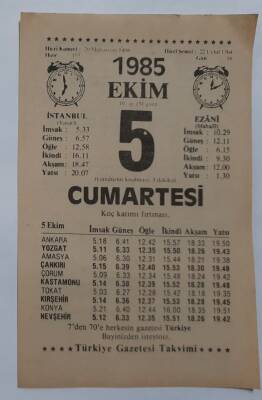 Hicri Kameri :
1985
EKİM
5
İSTANBUL
(Vasatî)
İmsak : 5.33
Güneş : 6.57
Öğle : 12.58
İkindi : 16.11
Akşam : 18.47
Yatsı : 20.07
EZÂNÎ
İmsak : 10.29
Güneş : 12.11
Öğle : 6.15
İkindi : 9.30
Akşam : 12.00
Yatsı : 1.30
CUMARTESİ
Koç katımı fırtınası.
5 Ekim İmsak Güneş Öğle İkindi Akşam Yatsı
ANKARA 5.18 6.41 12.42 15.57 18.33 19.50
YOZGAT 5.11 6.33 12.35 15.50 18.26 19.43
AMASYA 5.06 6.30 12.31 15.44 18.21 19.38
ÇANKIRI 5.15 6.39 12.40 15.53 18.30 19.48
ÇORUM 5.09 6.33 12.34 15.48 18.24 19.42
KASTAMONU 5.14 6.38 12.38 15.52 18.28 19.46
TOKAT 5.03 6.27 12.28 15.42 18.18 19.35
KIRŞEHİR 5.14 6.36 12.37 15.53 18.28 19.45
KONYA 5.21 6.40 12.44 16.00 18.35 19.51
NEVŞEHİR 5.12 6.33 12.35 15.51 18.26 19.42
7'den 70'e herkesin gazetesi Türkiye
Bayiinizden isteyiniz.
Türkiye Gazetesi Takvimi